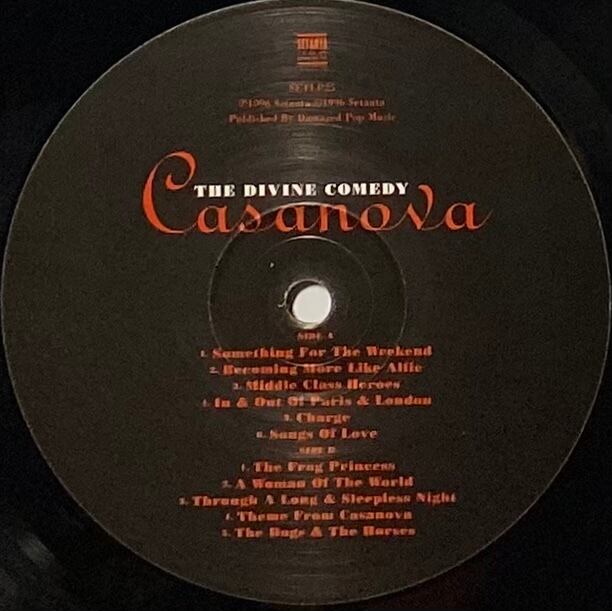 SETANTA
SETLP25
℗1996 Setanta ©1996 Setanta
Published By Damaged Pop Music
THE DIVINE COMEDY
Casanova
SIDE A
1. Something For The Weekend
2. Becoming More Like Alfie
3. Middle Class Heroes
4. In & Out Of Paris & London
5. Charge
6. Songs Of Love
SIDE B
1. The Frog Princess
2. A Woman Of The World
3. Through A Long & Sleepless Night
4. Theme From Casanova
5. The Dogs & The Horses